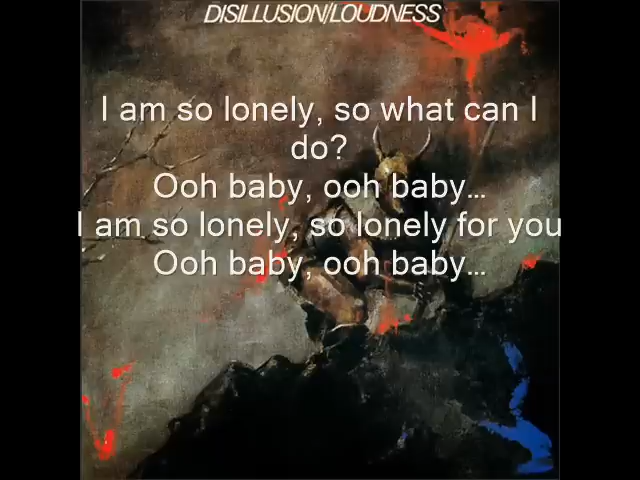 DISILLUSION/LOUDNESS
I am so lonely, so what can I
do?
Ooh baby, ooh baby...
I am so lonely, so lonely for you
Ooh baby, ooh baby...